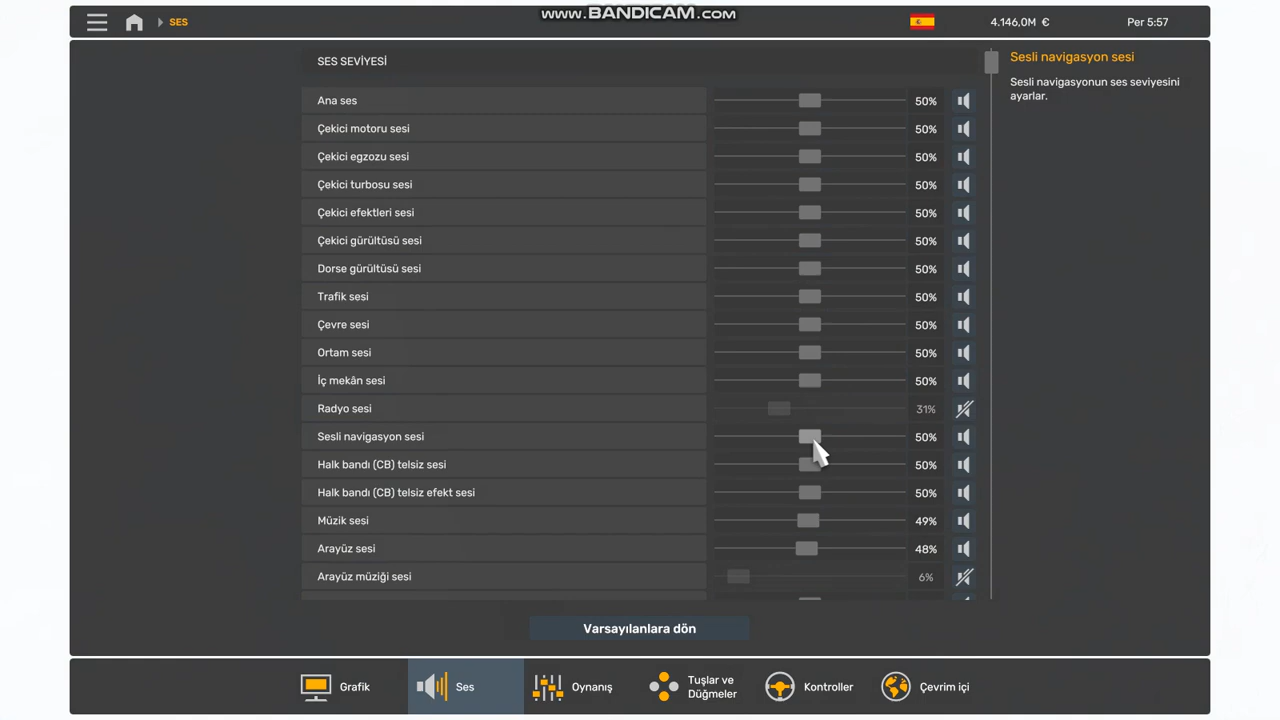 www.BANDICAM.com
SES
4.146,0M €
Per 5:57
SES SEVİYESİ
Ana ses 50%
Çekici motoru sesi 50%
Çekici egzozu sesi 50%
Çekici turbosu sesi 50%
Çekici efektleri sesi 50%
Çekici gürültüsü sesi 50%
Dorse gürültüsü sesi 50%
Trafik sesi 50%
Çevre sesi 50%
Ortam sesi 50%
İç mekân sesi 50%
Radyo sesi 31%
Sesli navigasyon sesi 50%
Halk bandı (CB) telsiz sesi 50%
Halk bandı (CB) telsiz efekt sesi 50%
Müzik sesi 49%
Arayüz sesi 48%
Arayüz müziği sesi 6%
Sesli navigasyon sesi
Sesli navigasyonun ses seviyesini
ayarlar.
Varsayılanlara dön
Grafik
Ses
Oynanış
Tuşlar ve
Düğmeler
Kontroller
Çevrim içi